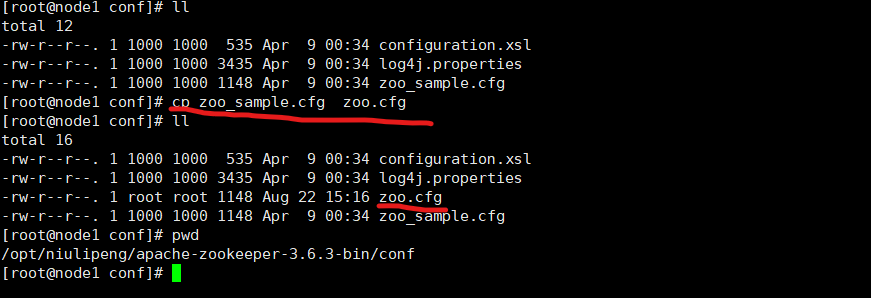 [root@node1 conf]# ll
total 12
-rw-r--r--. 1 1000 1000  535 Apr  9 00:34 configuration.xsl
-rw-r--r--. 1 1000 1000 3435 Apr  9 00:34 log4j.properties
-rw-r--r--. 1 1000 1000 1148 Apr  9 00:34 zoo_sample.cfg
[root@node1 conf]# cp zoo_sample.cfg  zoo.cfg
[root@node1 conf]# ll
total 16
-rw-r--r--. 1 1000 1000  535 Apr  9 00:34 configuration.xsl
-rw-r--r--. 1 1000 1000 3435 Apr  9 00:34 log4j.properties
-rw-r--r--. 1 root root 1148 Aug 22 15:16 zoo.cfg
-rw-r--r--. 1 1000 1000 1148 Apr  9 00:34 zoo_sample.cfg
[root@node1 conf]# pwd
/opt/niulipeng/apache-zookeeper-3.6.3-bin/conf
[root@node1 conf]#